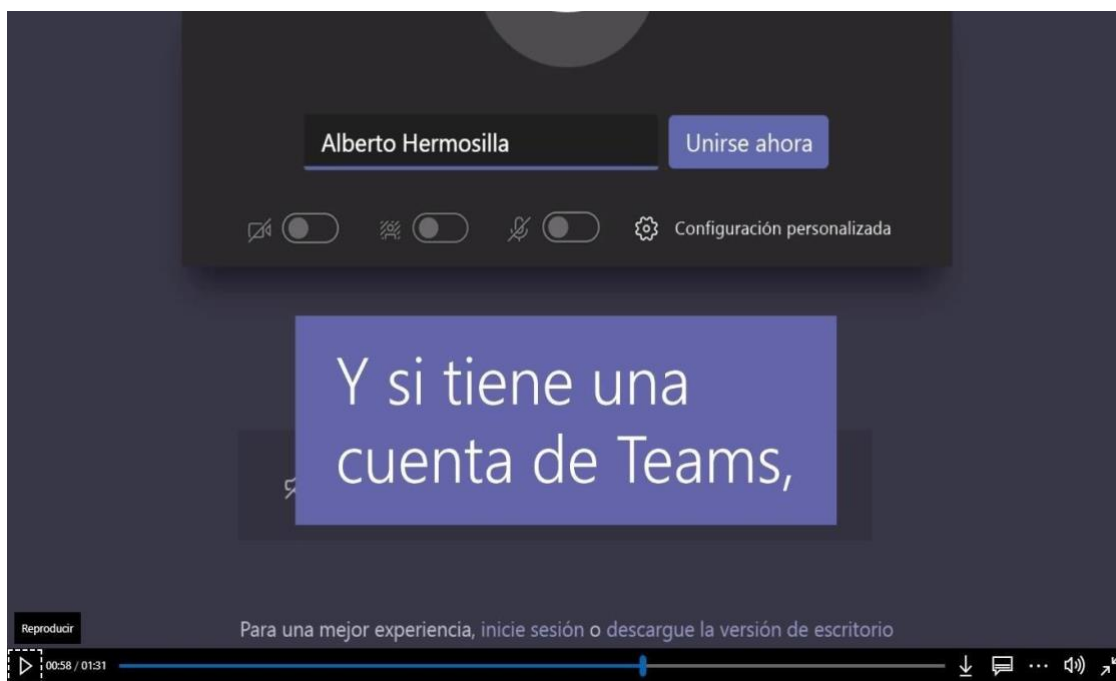 Alberto Hermosilla
Unirse ahora
Configuración personalizada
Y si tiene una
cuenta de Teams,
Para una mejor experiencia, inicie sesión o descargue la versión de escritorio
Reproducir
00:58 / 01:31